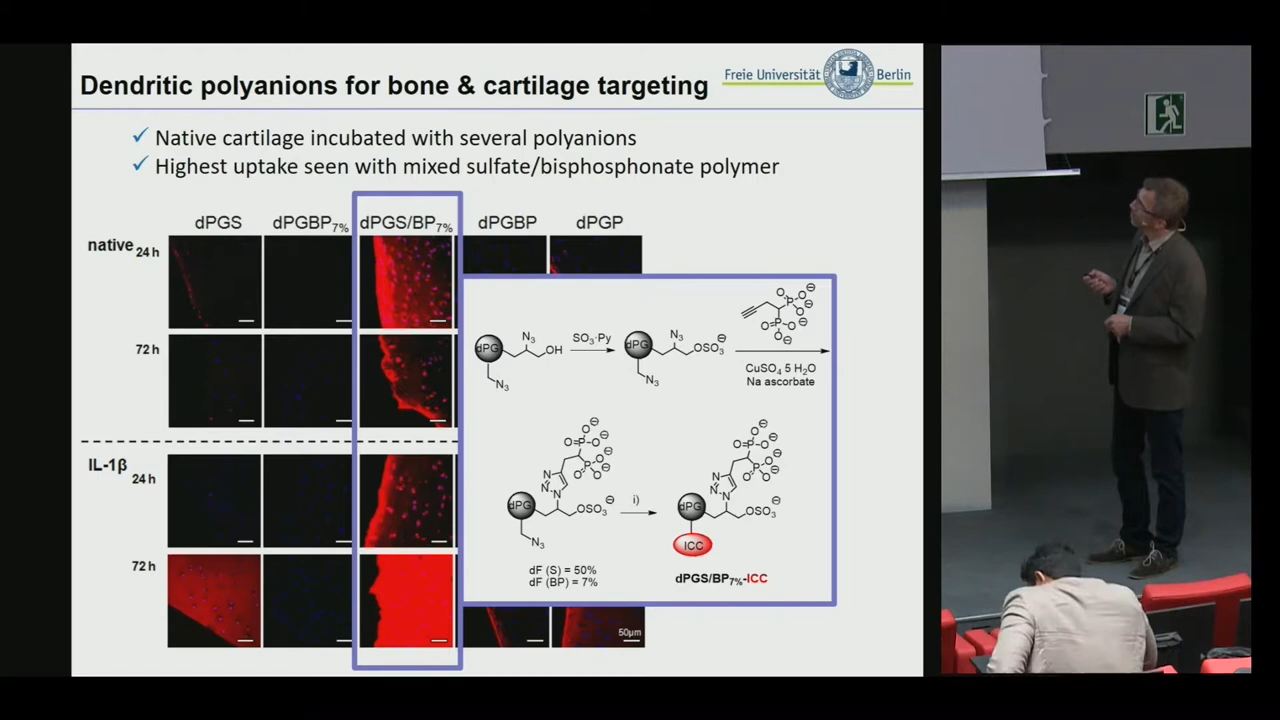 Dendritic polyanions for bone & cartilage targeting
Freie Universität Berlin
✓ Native cartilage incubated with several polyanions
✓ Highest uptake seen with mixed sulfate/bisphosphonate polymer
dPGS dPGBP7% dPGS/BP7% dPGBP dPGP
native 24 h
72 h
IL-1β
24 h
72 h
50µm
dPG N3 OH N3
SO3·Py
dPG N3 OSO3⊖ N3
O P O⊖ O⊖ P O O⊖ O⊖
CuSO4 5 H2O
Na ascorbate
O P O⊖ O⊖ P O O⊖ O⊖
N N N
dPG OSO3⊖
N3
dF (S) = 50%
dF (BP) = 7%
i)
O P O⊖ O⊖ P O O⊖ O⊖
N N N
dPG OSO3⊖
ICC
dPGS/BP7%-ICC